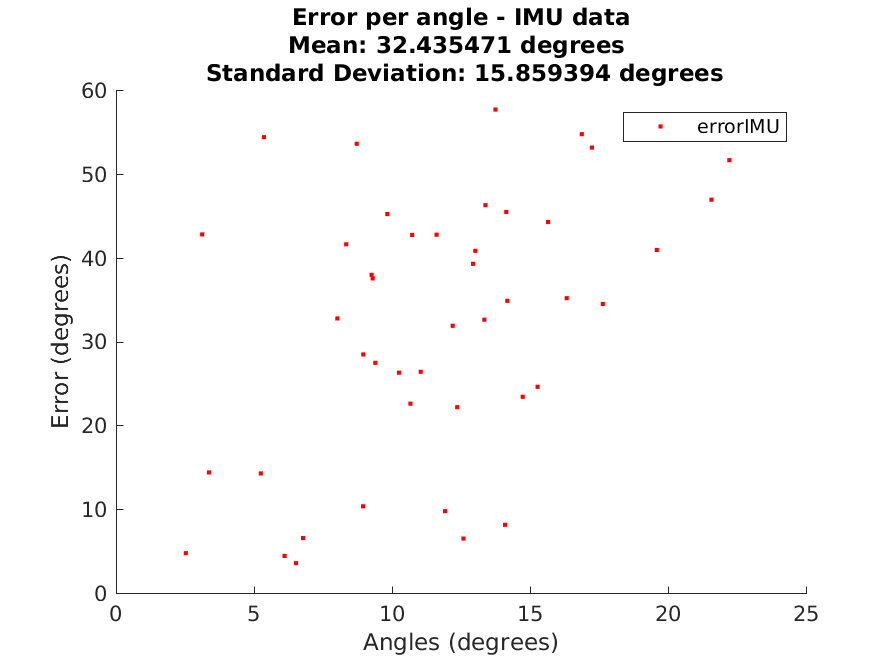 Error per angle - IMU data
Mean: 32.435471 degrees
Standard Deviation: 15.859394 degrees
60
errorIMU
50
40
30
20
10
0
Error (degrees)
0 5 10 15 20 25
Angles (degrees)